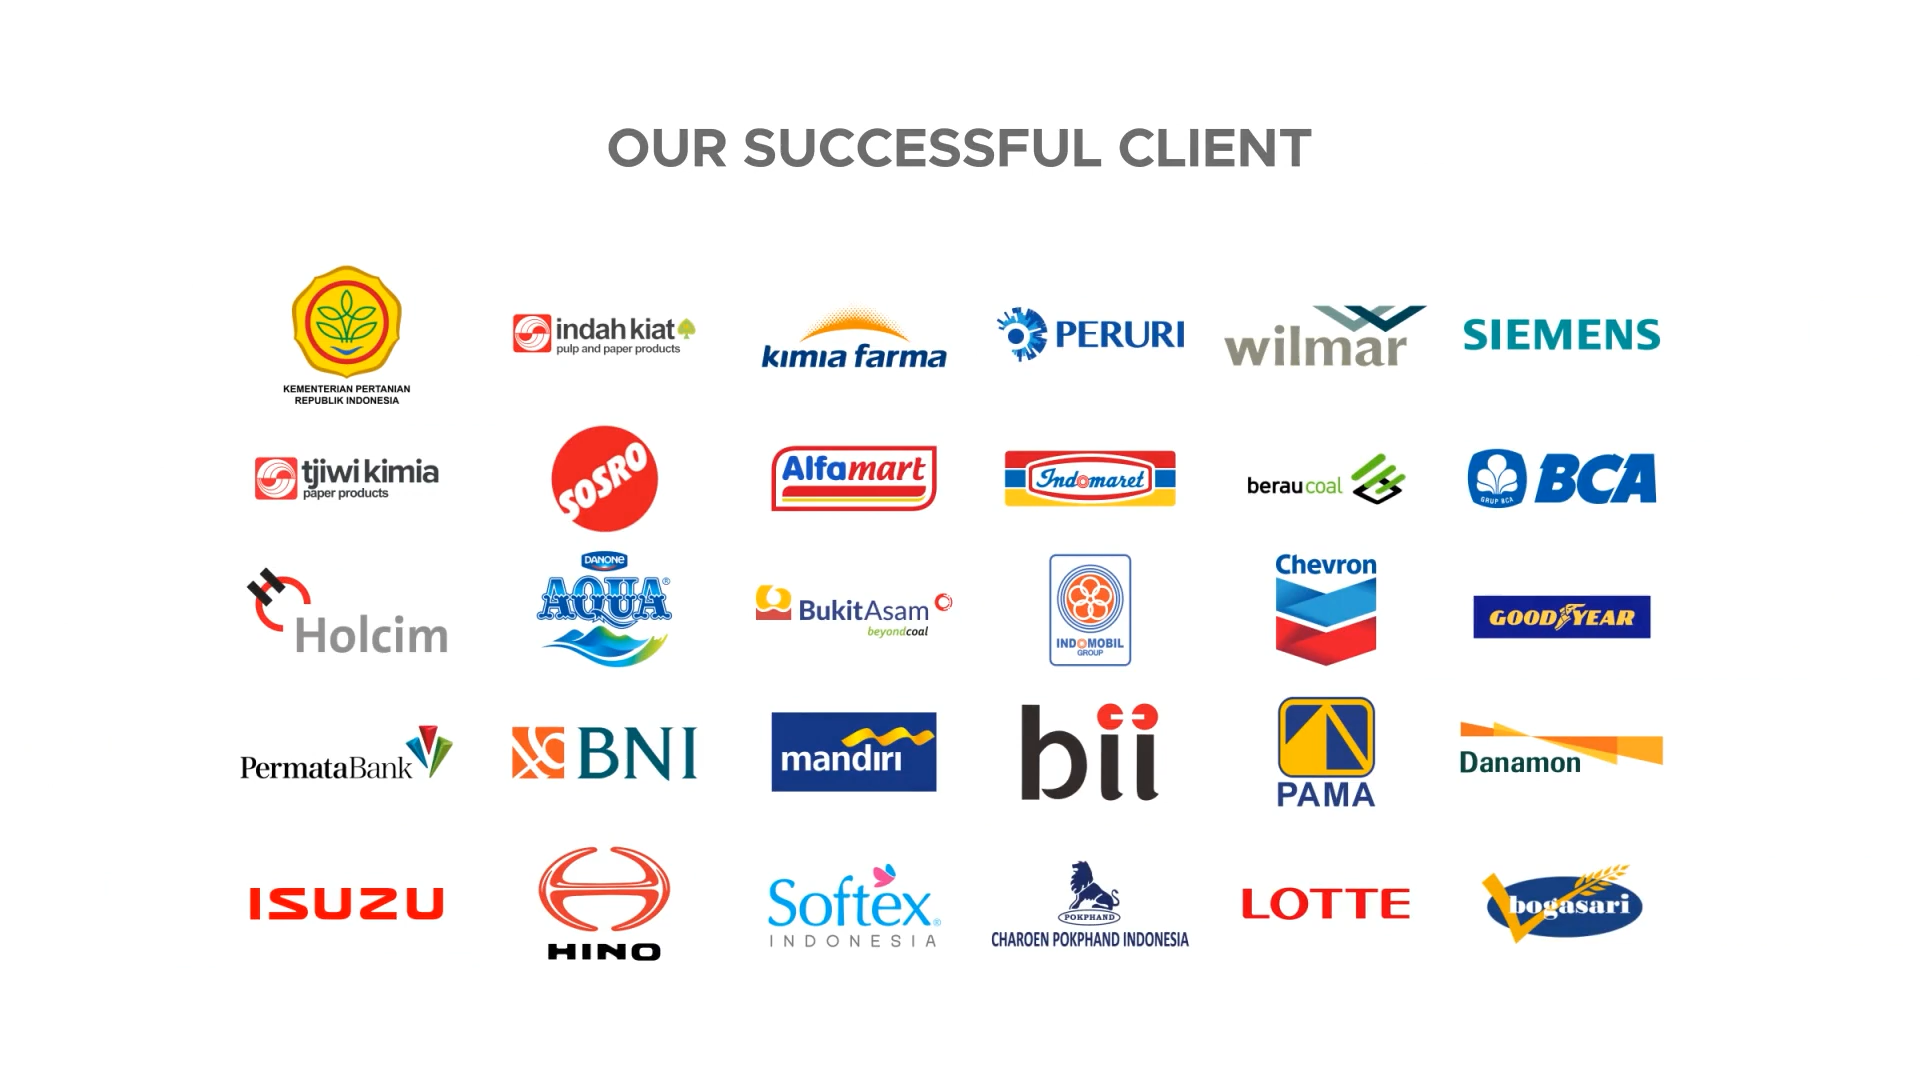 OUR SUCCESSFUL CLIENT
KEMENTERIAN PERTANIAN
REPUBLIK INDONESIA
indah kiat
pulp and paper products
kimia farma
PERURI
wilmar
SIEMENS
tjiwi kimia
paper products
SOSRO
Alfamart
Indomaret
berau coal
GRUP BCA
BCA
Holcim
DANONE
AQUA®
BukitAsam
beyondcoal
INDOMOBIL
GROUP
Chevron
GOODYEAR
PermataBank
BNI
mandiri
bii
PAMA
Danamon
ISUZU
HINO
Softex®
INDONESIA
POKPHAND
CHAROEN POKPHAND INDONESIA
LOTTE
bogasari